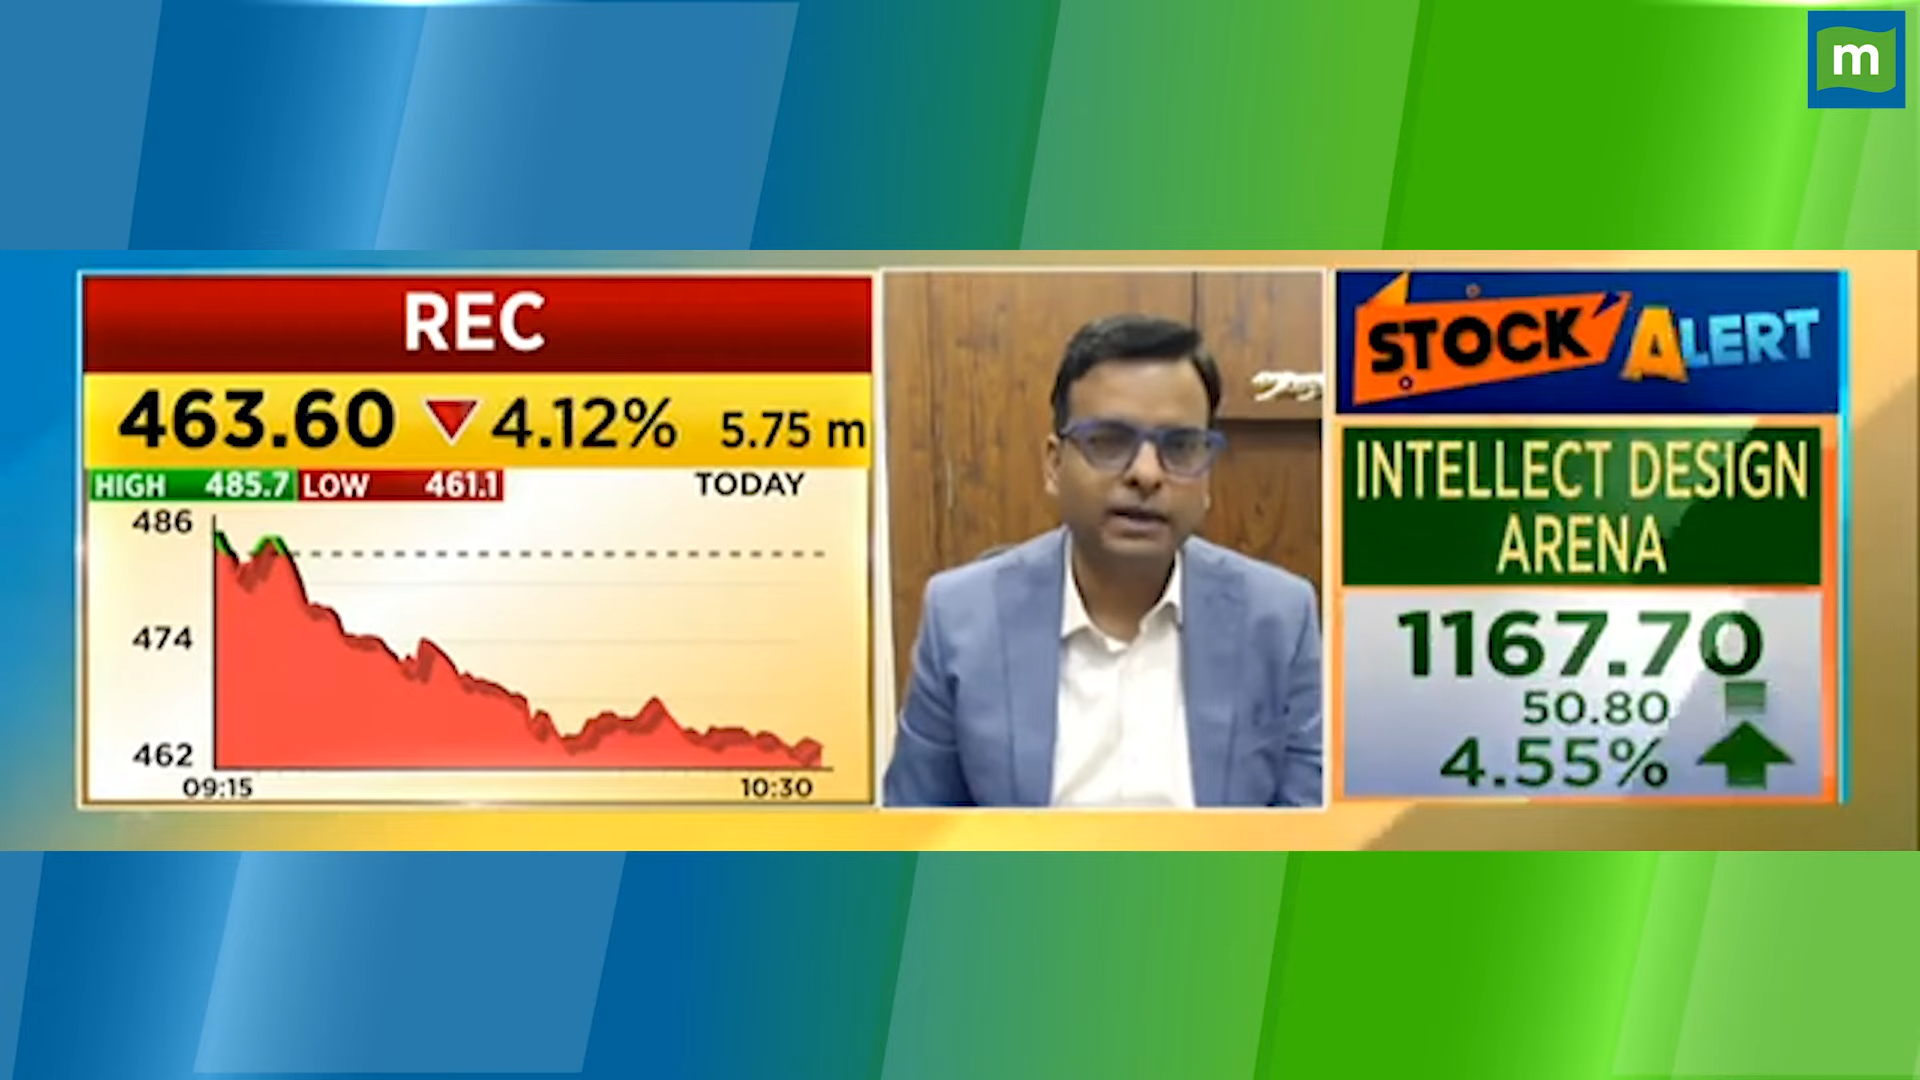 m
REC
463.60 ▼ 4.12% 5.75 m
HIGH 485.7 LOW 461.1 TODAY
486
474
462
09:15 10:30
STOCK ALERT
INTELLECT DESIGN
ARENA
1167.70
50.80
4.55%